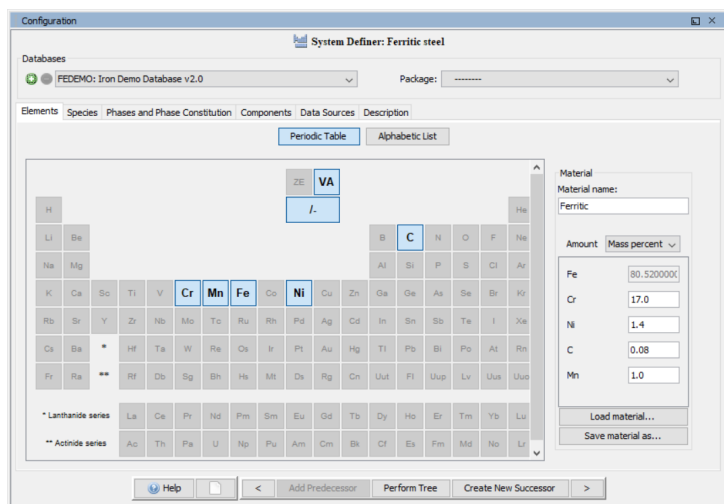 Configuration
System Definer: Ferritic steel
Databases
FEDEMO: Iron Demo Database v2.0 Package: --------
Elements Species Phases and Phase Constitution Components Data Sources Description
Periodic Table Alphabetic List
ZE VA
/-
H He
Li Be B C N O F Ne
Na Mg Al Si P S Cl Ar
K Ca Sc Ti V Cr Mn Fe Co Ni Cu Zn Ga Ge As Se Br Kr
Rb Sr Y Zr Nb Mo Tc Ru Rh Pd Ag Cd In Sn Sb Te I Xe
Cs Ba * Hf Ta W Re Os Ir Pt Au Hg Tl Pb Bi Po At Rn
Fr Ra ** Rf Db Sg Bh Hs Mt Ds Rg Cn Uut Fl Uup Lv Uus Uuo
* Lanthanide series La Ce Pr Nd Pm Sm Eu Gd Tb Dy Ho Er Tm Yb Lu
** Actinide series Ac Th Pa U Np Pu Am Cm Bk Cf Es Fm Md No Lr
Material
Material name:
Ferritic
Amount Mass percent
Fe 80.5200000
Cr 17.0
Ni 1.4
C 0.08
Mn 1.0
Load material...
Save material as...
Help < Add Predecessor Perform Tree Create New Successor >